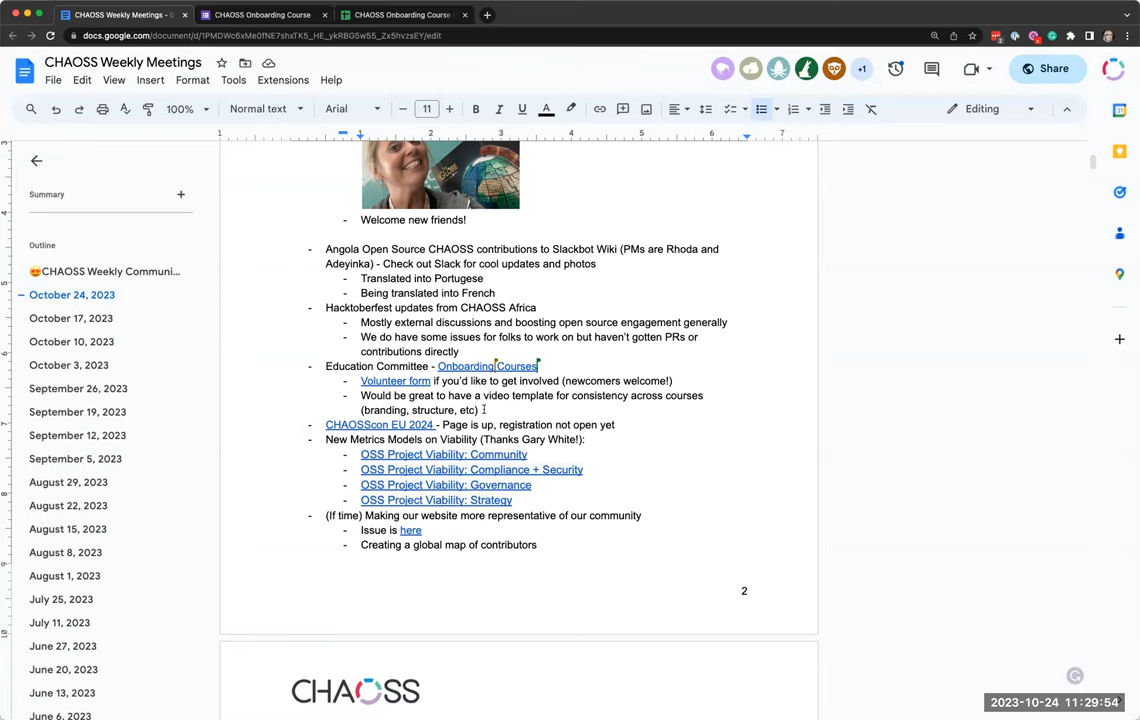 CHAOSS Weekly Meetings - G
CHAOSS Onboarding Course
CHAOSS Onboarding Course
docs.google.com/document/d/1PMDWc6xMe0fNE7shxTK5_HE_ykRBG5w55_Zx5hvzsEY/edit
CHAOSS Weekly Meetings
File Edit View Insert Format Tools Extensions Help
+1
Share
100% Normal text Arial 11 Editing
1 1 2 3 4 5 6 7
Summary
Outline
😍CHAOSS Weekly Communi...
October 24, 2023
October 17, 2023
October 10, 2023
October 3, 2023
September 26, 2023
September 19, 2023
September 12, 2023
September 5, 2023
August 29, 2023
August 22, 2023
August 15, 2023
August 8, 2023
August 1, 2023
July 25, 2023
July 11, 2023
June 27, 2023
June 20, 2023
June 13, 2023
June 6, 2023
- Welcome new friends!
- Angola Open Source CHAOSS contributions to Slackbot Wiki (PMs are Rhoda and
Adeyinka) - Check out Slack for cool updates and photos
- Translated into Portugese
- Being translated into French
- Hacktoberfest updates from CHAOSS Africa
- Mostly external discussions and boosting open source engagement generally
- We do have some issues for folks to work on but haven't gotten PRs or
contributions directly
- Education Committee - Onboarding Courses
- Volunteer form if you'd like to get involved (newcomers welcome!)
- Would be great to have a video template for consistency across courses
(branding, structure, etc)
- CHAOSScon EU 2024 - Page is up, registration not open yet
- New Metrics Models on Viability (Thanks Gary White!):
- OSS Project Viability: Community
- OSS Project Viability: Compliance + Security
- OSS Project Viability: Governance
- OSS Project Viability: Strategy
- (If time) Making our website more representative of our community
- Issue is here
- Creating a global map of contributors
2
CHAOSS
2023-10-24 11:29:54